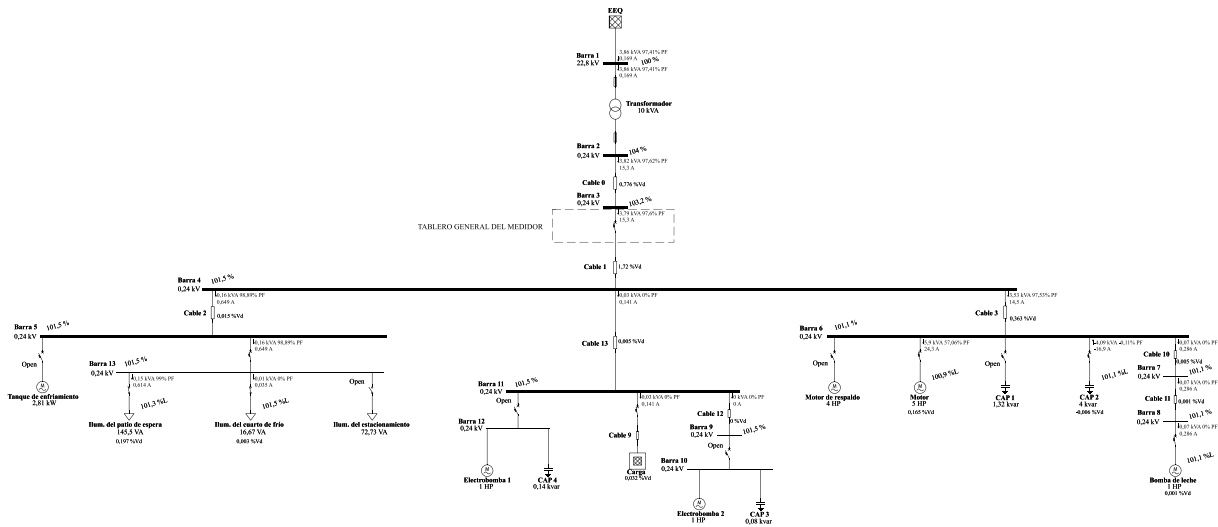 EEQ
3,86 kVA 97,41% PF
0,169 A
Barra 1
22,8 kV
100 %
3,86 kVA 97,41% PF
0,169 A
Transformador
10 kVA
Barra 2
0,24 kV
104 %
3,82 kVA 97,62% PF
15,3 A
Cable 0
0,776 %Vd
Barra 3
0,24 kV
103,2 %
3,79 kVA 97,6% PF
15,3 A
TABLERO GENERAL DEL MEDIDOR
Cable 1
1,72 %Vd
Barra 4
0,24 kV
101,5 %
0,16 kVA 98,89% PF
0,649 A
0,03 kVA 0% PF
0,141 A
3,53 kVA 97,53% PF
14,5 A
Cable 2
0,015 %Vd
Cable 3
0,363 %Vd
Barra 5
0,24 kV
101,5 %
0,16 kVA 98,89% PF
0,649 A
Open
Tanque de enfriamiento
2,81 kW
Barra 13
0,24 kV
101,5 %
0,15 kVA 99% PF
0,614 A
0,01 kVA 0% PF
0,035 A
Open
101,3 %L
101,5 %L
Ilum. del patio de espera
145,5 VA
0,197 %Vd
Ilum. del cuarto de frío
16,67 VA
0,003 %Vd
Ilum. del estacionamiento
72,73 VA
Cable 13
0,005 %Vd
Barra 11
0,24 kV
101,5 %
Open
0,03 kVA 0% PF
0,141 A
0 kVA 0% PF
0 A
Barra 12
0,24 kV
Electrobomba 1
1 HP
CAP 4
0,14 kvar
Cable 9
Carga
0,032 %Vd
Cable 12
0 %Vd
Barra 9
0,24 kV
101,5 %
Open
Barra 10
0,24 kV
Electrobomba 2
1 HP
CAP 3
0,08 kvar
Barra 6
0,24 kV
101,1 %
Open
5,9 kVA 57,06% PF
24,3 A
Open
4,09 kVA -0,11% PF
-16,9 A
0,07 kVA 0% PF
0,286 A
Motor de respaldo
4 HP
100,9 %L
Motor
5 HP
0,165 %Vd
CAP 1
1,32 kvar
101,1 %L
CAP 2
4 kvar
-0,006 %Vd
Cable 10
0,005 %Vd
Barra 7
0,24 kV
101,1 %
0,07 kVA 0% PF
0,286 A
Cable 11
0,001 %Vd
Barra 8
0,24 kV
101,1 %
0,07 kVA 0% PF
0,286 A
101,1 %L
Bomba de leche
1 HP
0,001 %Vd